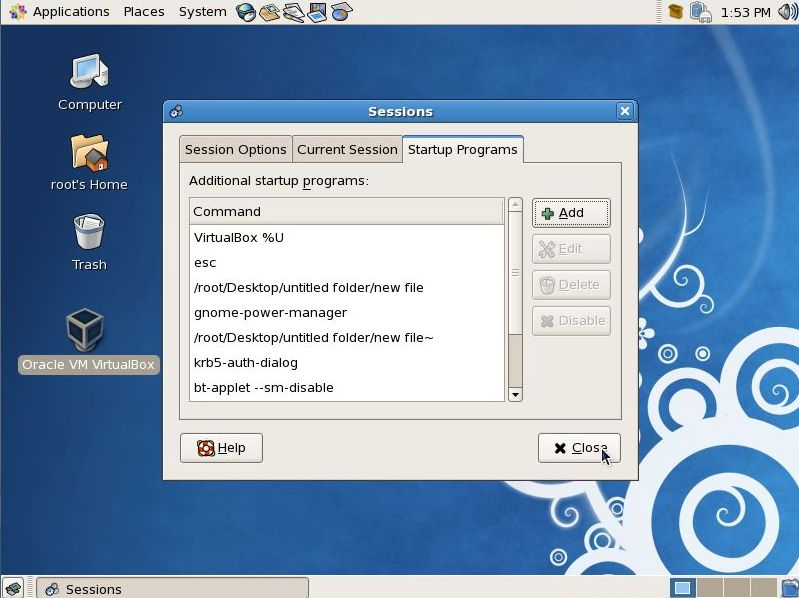 Applications Places System 1:53 PM
Computer
root's Home
Trash
Oracle VM VirtualBox
Sessions
Session Options Current Session Startup Programs
Additional startup programs:
Command
VirtualBox %U
esc
/root/Desktop/untitled folder/new file
gnome-power-manager
/root/Desktop/untitled folder/new file~
krb5-auth-dialog
bt-applet --sm-disable
Add
Edit
Delete
Disable
Help
Close
Sessions